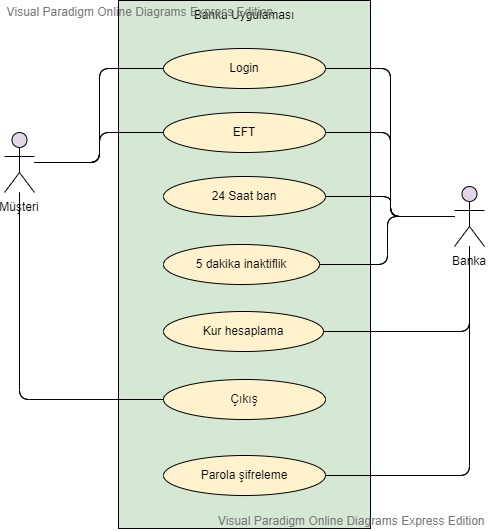 Visual Paradigm Online Diagrams Express Edition
Banka Uygulaması
Login
EFT
24 Saat ban
Müşteri
5 dakika inaktiflik
Banka
Kur hesaplama
Çıkış
Parola şifreleme
Visual Paradigm Online Diagrams Express Edition